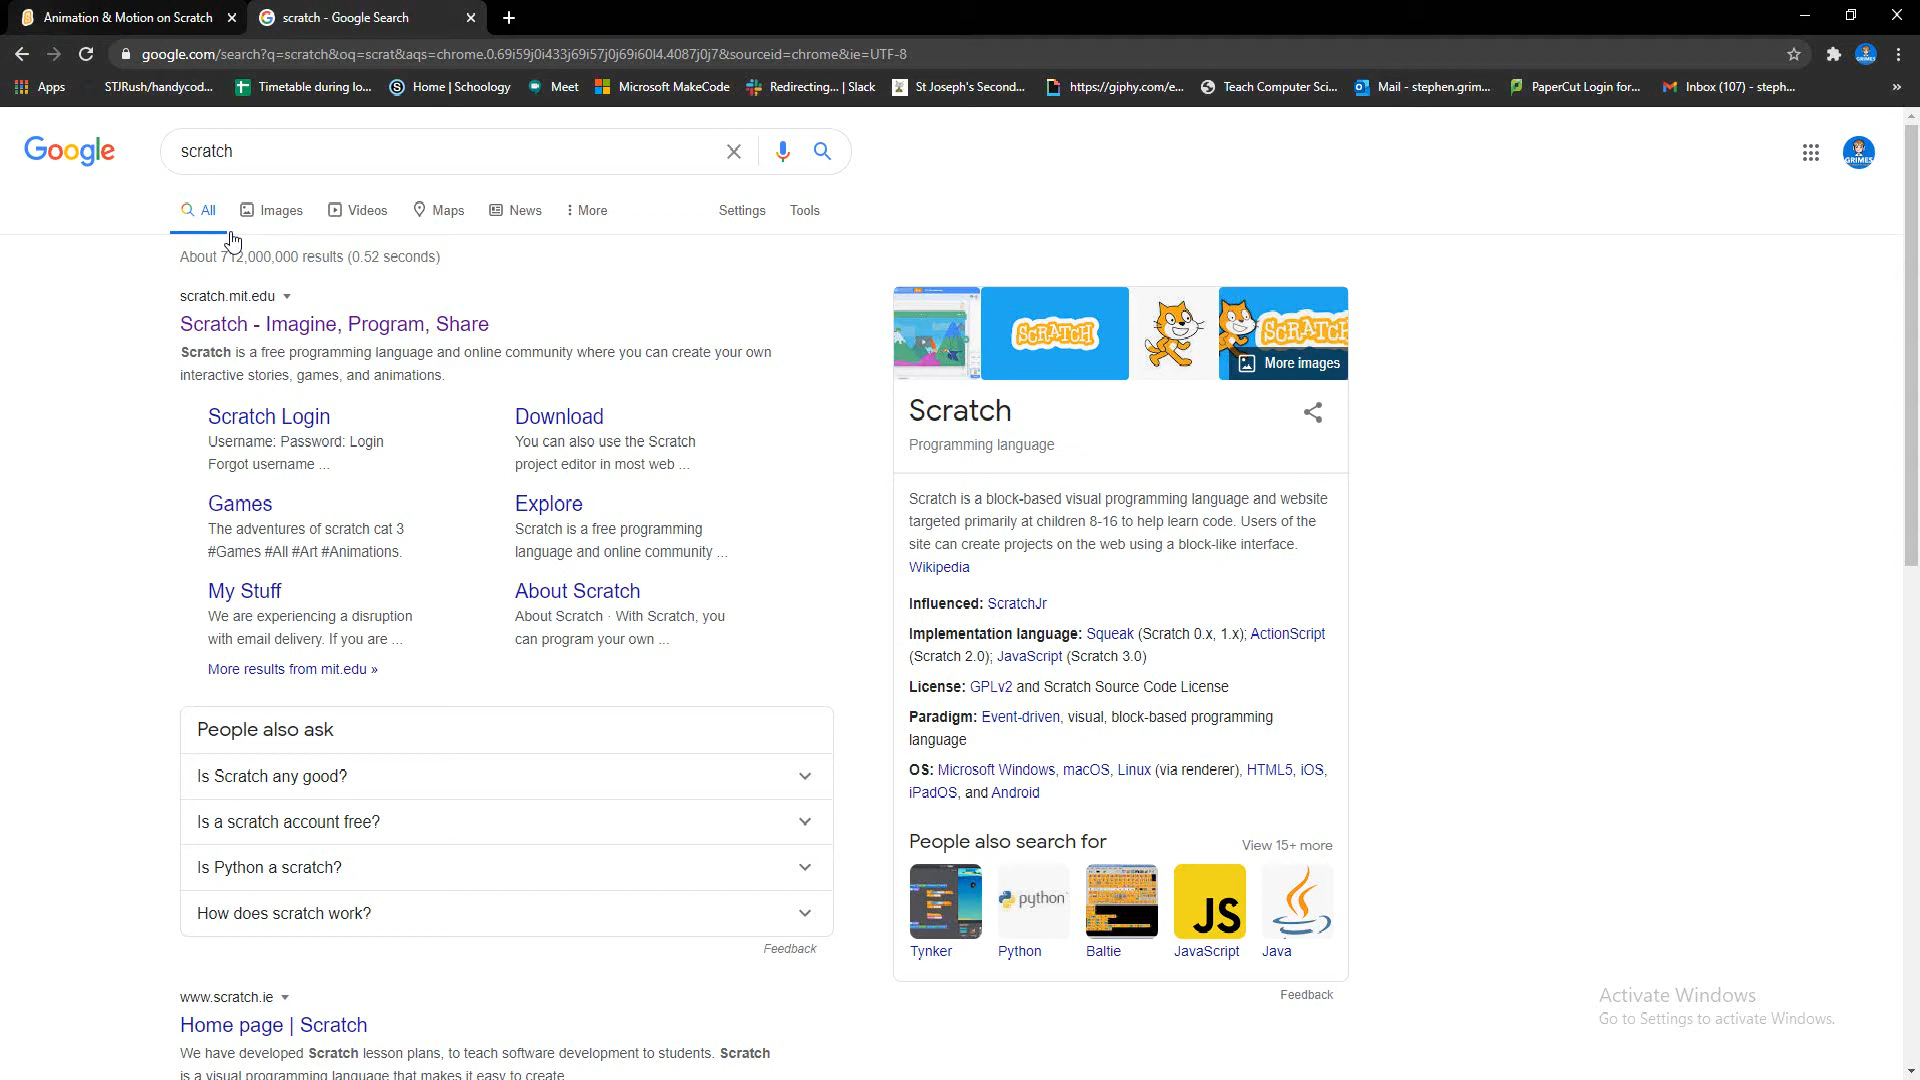 Animation & Motion on Scratch
scratch - Google Search
google.com/search?q=scratch&oq=scrat&aqs=chrome.0.69i59j0i433j69i57j0j69i60l4.4087j0j7&sourceid=chrome&ie=UTF-8
Apps
STJRush/handycod...
Timetable during lo...
Home | Schoology
Meet
Microsoft MakeCode
Redirecting... | Slack
St Joseph's Second...
https://giphy.com/e...
Teach Computer Sci...
Mail - stephen.grim...
PaperCut Login for...
Inbox (107) - steph...
»
Google
scratch
GRIMES
All
Images
Videos
Maps
News
More
Settings
Tools
About 712,000,000 results (0.52 seconds)
scratch.mit.edu
Scratch - Imagine, Program, Share
Scratch is a free programming language and online community where you can create your own
interactive stories, games, and animations.
Scratch Login
Username: Password: Login
Forgot username ...
Download
You can also use the Scratch
project editor in most web ...
Games
The adventures of scratch cat 3
#Games #All #Art #Animations.
Explore
Scratch is a free programming
language and online community ...
My Stuff
We are experiencing a disruption
with email delivery. If you are ...
About Scratch
About Scratch · With Scratch, you
can program your own ...
More results from mit.edu »
People also ask
Is Scratch any good?
Is a scratch account free?
Is Python a scratch?
How does scratch work?
Feedback
www.scratch.ie
Home page | Scratch
We have developed Scratch lesson plans, to teach software development to students. Scratch
is a visual programming language that makes it easy to create
SCRATCH
SCRATCH
More images
Scratch
Programming language
Scratch is a block-based visual programming language and website
targeted primarily at children 8-16 to help learn code. Users of the
site can create projects on the web using a block-like interface.
Wikipedia
Influenced: ScratchJr
Implementation language: Squeak (Scratch 0.x, 1.x); ActionScript
(Scratch 2.0); JavaScript (Scratch 3.0)
License: GPLv2 and Scratch Source Code License
Paradigm: Event-driven, visual, block-based programming
language
OS: Microsoft Windows, macOS, Linux (via renderer), HTML5, iOS,
iPadOS, and Android
People also search for
View 15+ more
python
JS
Tynker
Python
Baltie
JavaScript
Java
Feedback
Activate Windows
Go to Settings to activate Windows.